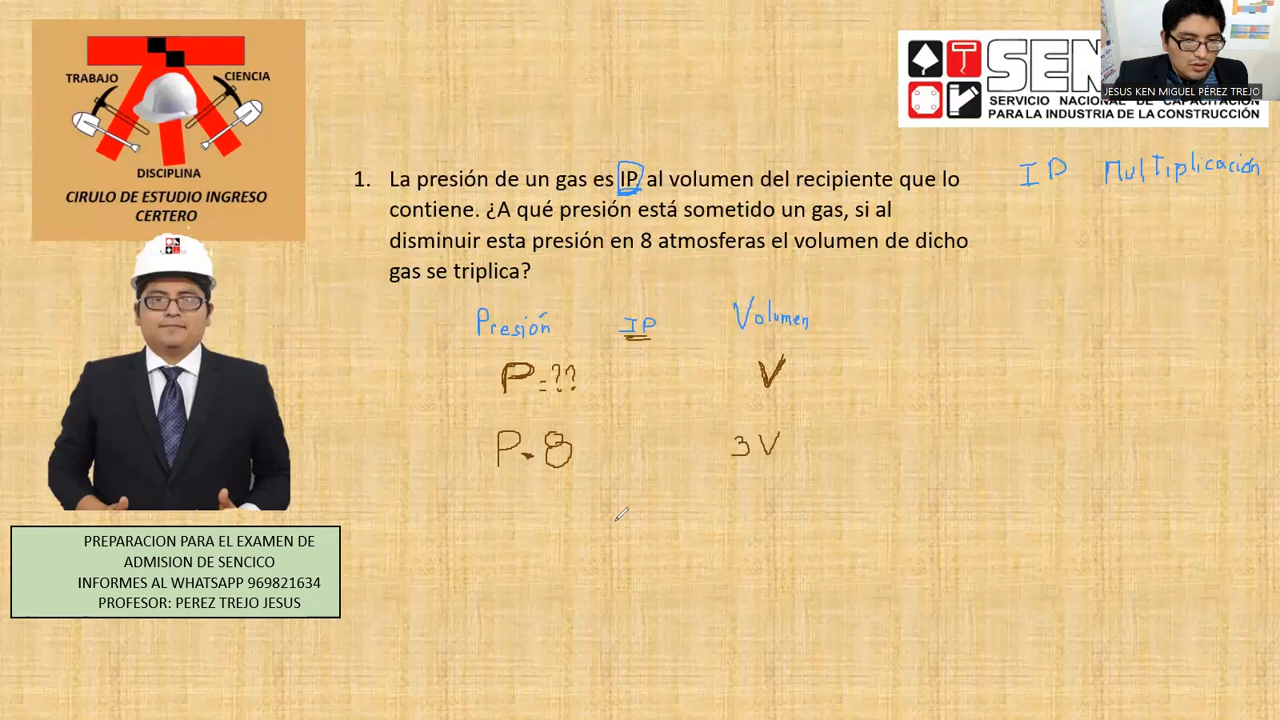 TRABAJO
CIENCIA
DISCIPLINA
CIRULO DE ESTUDIO INGRESO
CERTERO
SEN
SERVICIO NACIONAL DE CAPACITACIÓN
PARA LA INDUSTRIA DE LA CONSTRUCCIÓN
JESUS KEN MIGUEL PÉREZ TREJO
IP Multiplicación
1. La presión de un gas es IP al volumen del recipiente que lo
contiene. ¿A qué presión está sometido un gas, si al
disminuir esta presión en 8 atmosferas el volumen de dicho
gas se triplica?
Presión IP Volumen
P=?? V
P-8 3V
PREPARACION PARA EL EXAMEN DE
ADMISION DE SENCICO
INFORMES AL WHATSAPP 969821634
PROFESOR: PEREZ TREJO JESUS